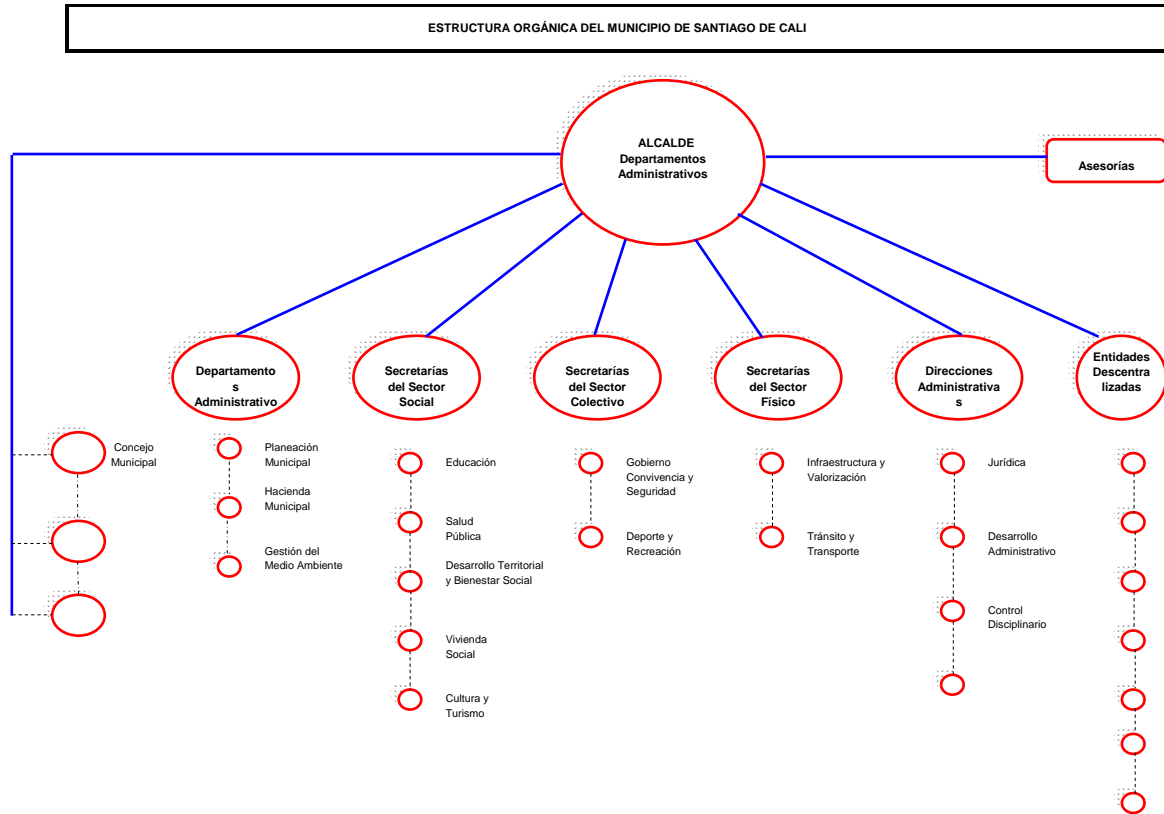 ESTRUCTURA ORGÁNICA DEL MUNICIPIO DE SANTIAGO DE CALI
ALCALDE
Departamentos
Administrativos
Asesorías
Departamento
s
Administrativo
Secretarías
del Sector
Social
Secretarías
del Sector
Colectivo
Secretarías
del Sector
Físico
Direcciones
Administrativa
s
Entidades
Descentra
lizadas
Concejo
Municipal
Planeación
Municipal
Hacienda
Municipal
Gestión del
Medio Ambiente
Educación
Salud
Pública
Desarrollo Territorial
y Bienestar Social
Vivienda
Social
Cultura y
Turismo
Gobierno
Convivencia y
Seguridad
Deporte y
Recreación
Infraestructura y
Valorización
Tránsito y
Transporte
Jurídica
Desarrollo
Administrativo
Control
Disciplinario